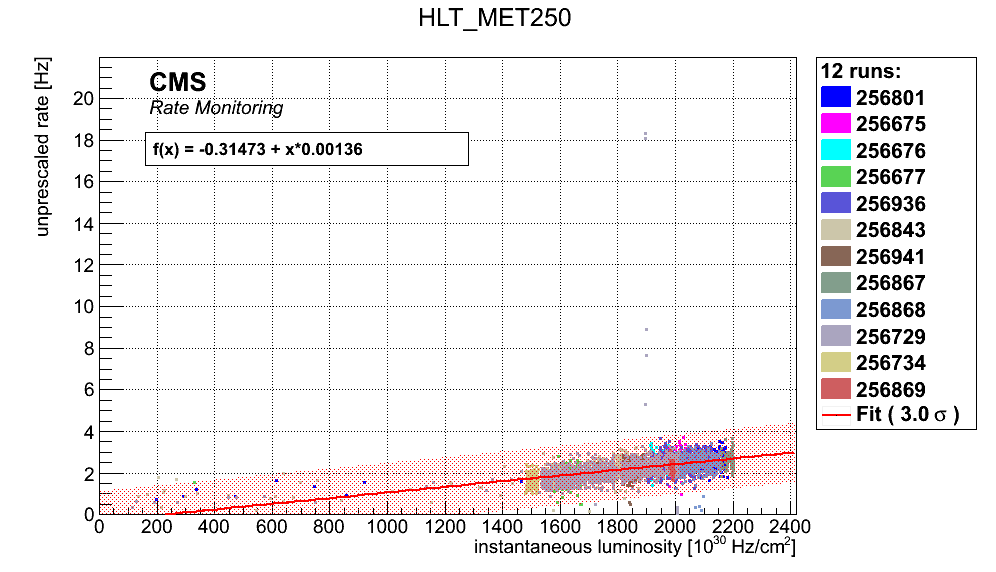 HLT_MET250
unprescaled rate [Hz]
CMS
Rate Monitoring
f(x) = -0.31473 + x*0.00136
20
18
16
14
12
10
8
6
4
2
0
0 200 400 600 800 1000 1200 1400 1600 1800 2000 2200 2400
instantaneous luminosity [10³⁰ Hz/cm²]
12 runs:
256801
256675
256676
256677
256936
256843
256941
256867
256868
256729
256734
256869
Fit ( 3.0 σ )